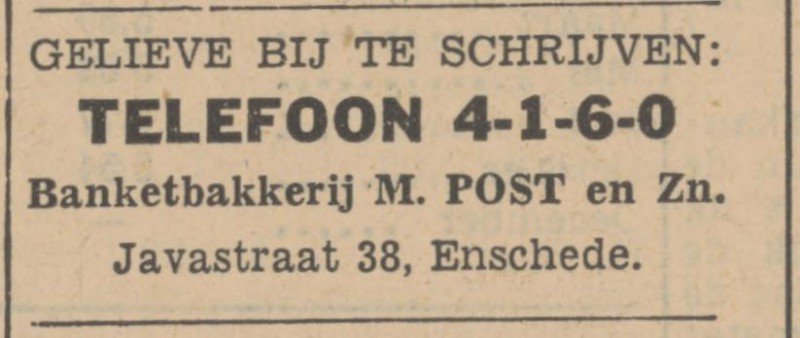 GELIEVE BIJ TE SCHRIJVEN:
TELEFOON 4-1-6-0
Banketbakkerij M. POST en Zn.
Javastraat 38, Enschede.